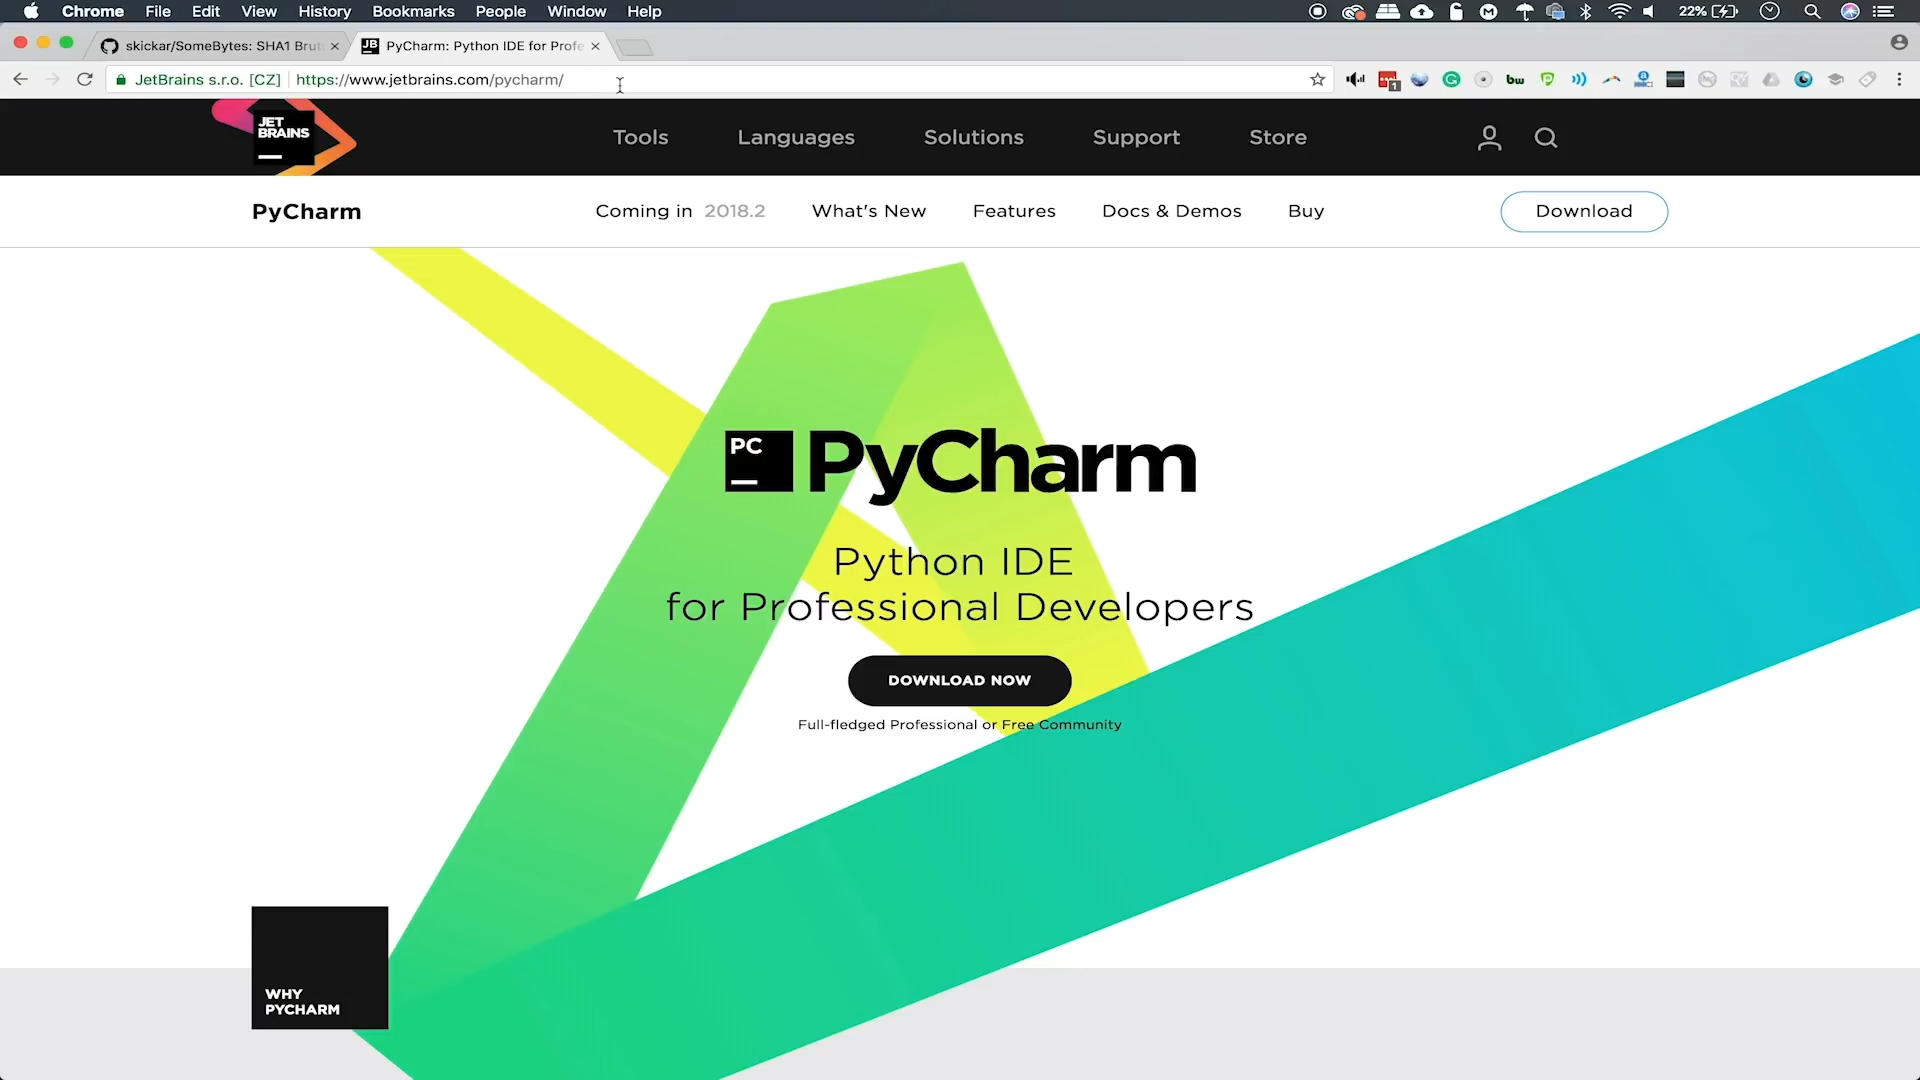 Chrome File Edit View History Bookmarks People Window Help 22%
skickar/SomeBytes: SHA1 Brut
PyCharm: Python IDE for Profe
JetBrains s.r.o. [CZ] https://www.jetbrains.com/pycharm/
JET
BRAINS
Tools Languages Solutions Support Store
PyCharm Coming in 2018.2 What's New Features Docs & Demos Buy Download
PC PyCharm
Python IDE
for Professional Developers
DOWNLOAD NOW
Full-fledged Professional or Free Community
WHY
PYCHARM